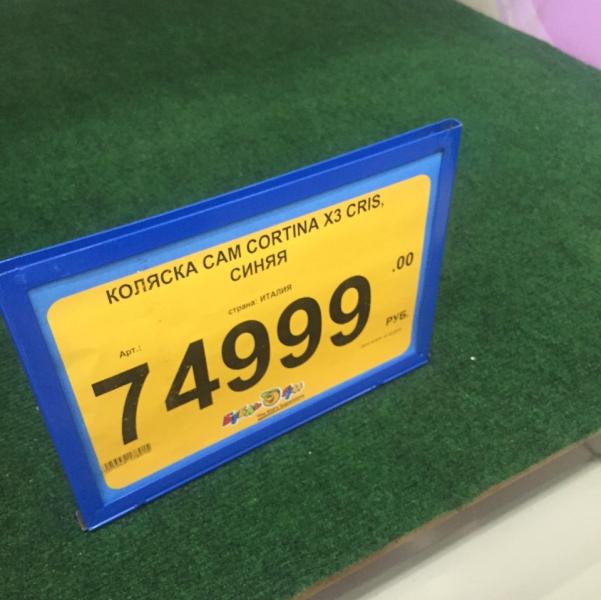 КОЛЯСКА CAM CORTINA X3 CRIS,
СИНЯЯ
страна: ИТАЛИЯ
Арт.:
74999.00
РУБ.